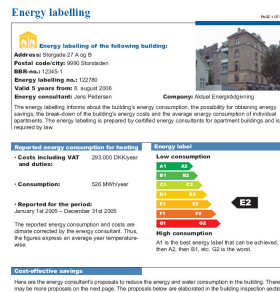 Energy labelling
PAGE 1 OF
Energy labelling of the following building:
Address: Storgade 27 A og B
Postal code/city: 9990 Storstaden
BBR-no.: 12345-1
Energy labelling no.: 122780
Valid 5 years from: 8. august 2006
Energy consultant: Jens Pedersen
Company: Aktuel Energirådgivning
The energy labelling informs about the building's energy consumption, the possibility for obtaining energy
savings, the break-down of the building's energy costs and the average energy consumption of individual
apartments. The energy labelling is prepared by certified energy consultants for apartment buildings and is
required by law.
Reported energy consumption for heating
• Costs including VAT and duties: 293.000 DKK/year
• Consumption: 526 MWh/year
• Reported for the period:
January 1st 2005 – December 31st 2005
The reported energy consumption and costs are
climate corrected by the energy consultant. Thus,
the figures express an average year temperature-
wise.
Energy label
Low consumption
A1 A2
B1 B2
C1 C2
D1 D2
E1 E2
F1 F2
G1 G2
E2
High consumption
A1 is the best energy label that can be achieved,
then A2, then B1, etc. G2 is the worst.
Cost-effective savings
Here are the energy consultant's proposals to reduce the energy and water consumption in the building. There
may be more proposals on the next page. The proposals below are elaborated in the building inspection